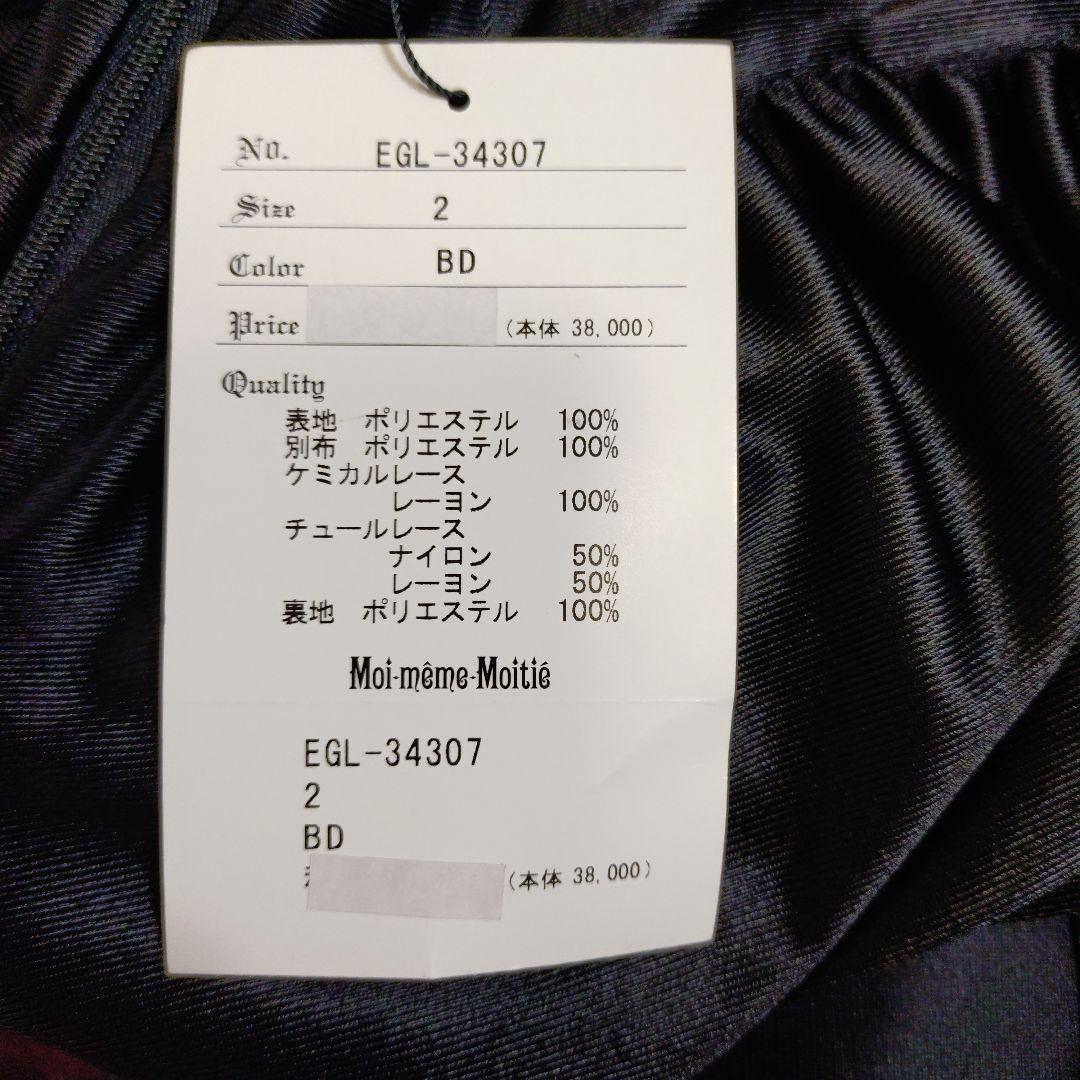 No. EGL-34307
Size 2
Color BD
Price (本体 38,000)
Quality
表地 ポリエステル 100%
別布 ポリエステル 100%
ケミカルレース
レーヨン 100%
チュールレース
ナイロン 50%
レーヨン 50%
裏地 ポリエステル 100%
Moi-même-Moitié
EGL-34307
2
BD
(本体 38,000)